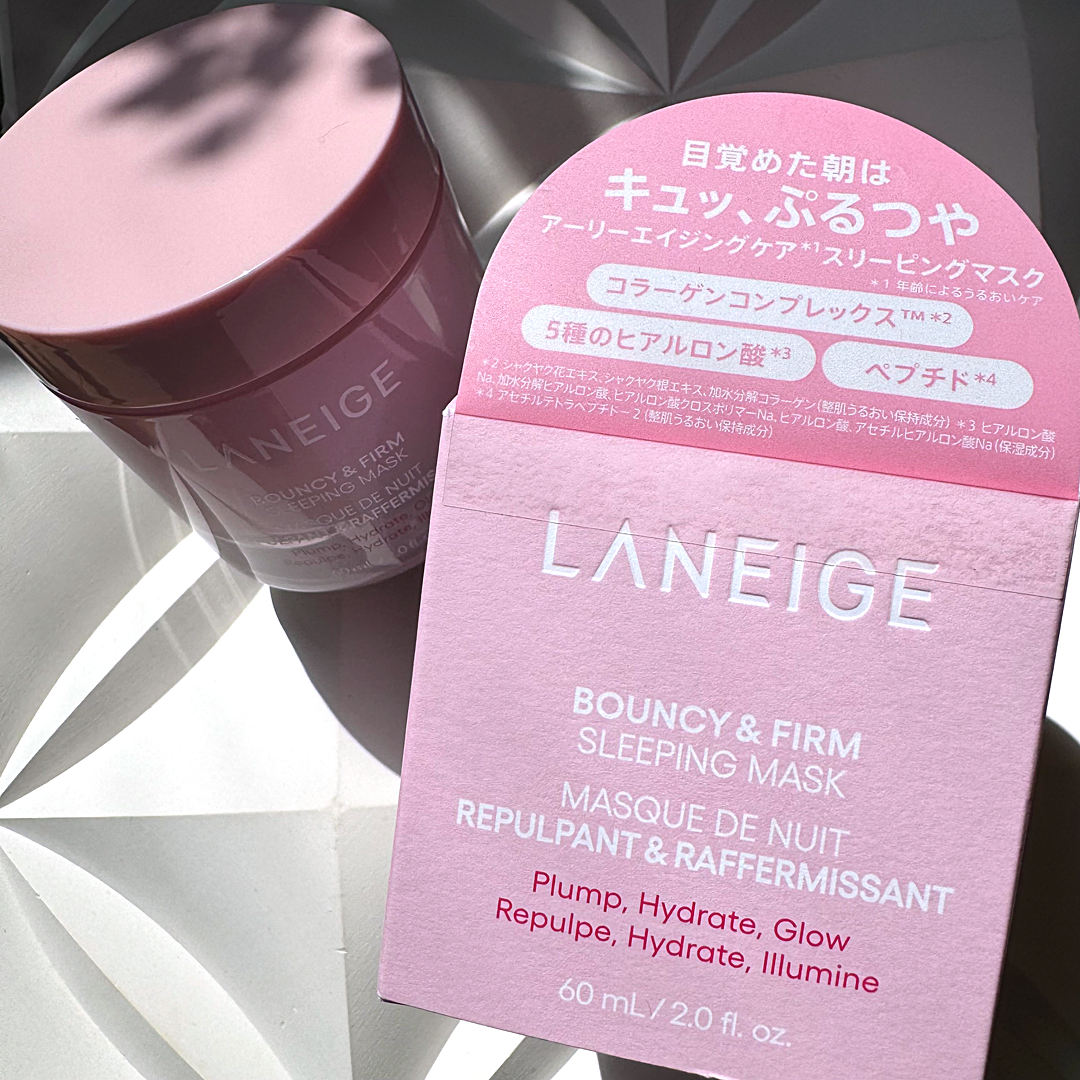 LANEIGE
BOUNCY & FIRM
SLEEPING MASK
MASQUE DE NUIT
& RAFFERMISS
Plump, Hydrate,
Repulpe, Hydrate,
目覚めた朝は
キュッ、ぷるつや
アーリーエイジングケア*1スリーピングマスク
*1 年齢によるうるおいケア
コラーゲンコンプレックス™*2
5種のヒアルロン酸*3
ペプチド*4
*2 シャクヤク花エキス、シャクヤク根エキス、加水分解コラーゲン(整肌うるおい保持成分) *3 ヒアルロン酸
Na、加水分解ヒアルロン酸、ヒアルロン酸クロスポリマーNa、ヒアルロン酸、アセチルヒアルロン酸Na(保湿成分)
*4 アセチルテトラペプチド−2(整肌うるおい保持成分)
LANEIGE
BOUNCY & FIRM
SLEEPING MASK
MASQUE DE NUIT
REPULPANT & RAFFERMISSANT
Plump, Hydrate, Glow
Repulpe, Hydrate, Illumine
60 mL / 2.0 fl. oz.